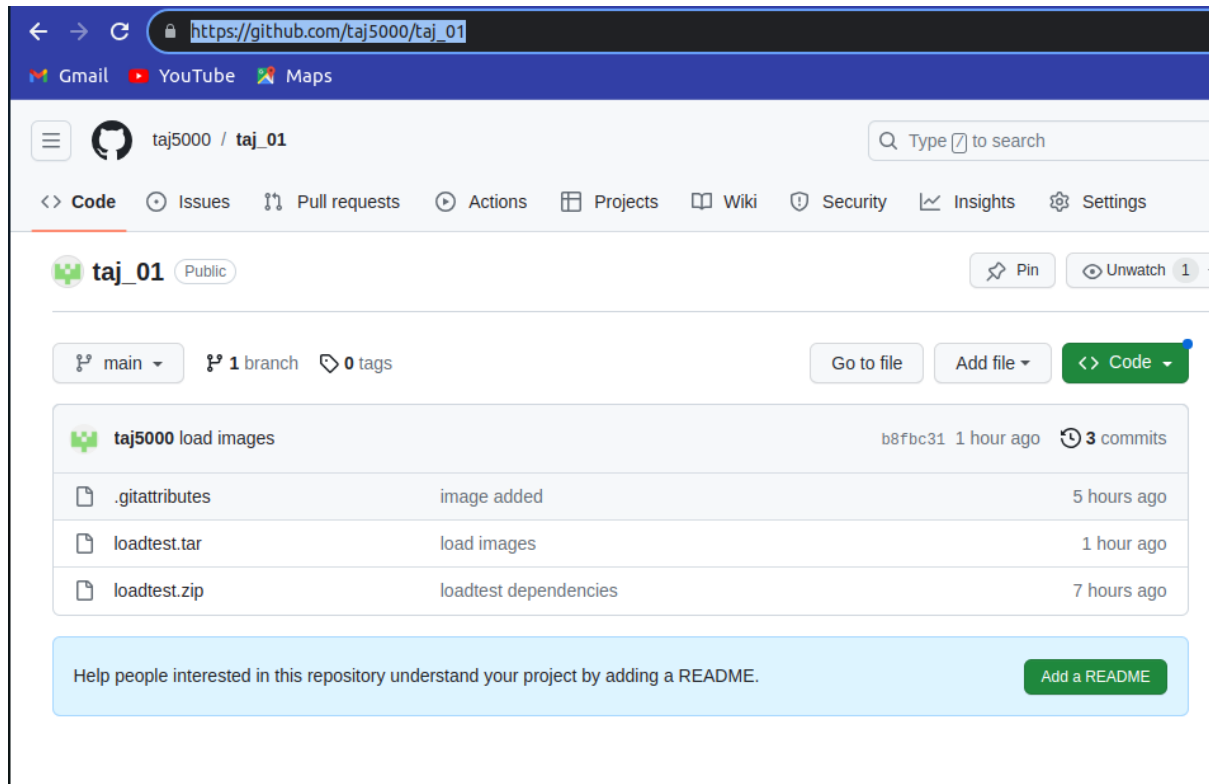 https://github.com/taj5000/taj_01
Gmail YouTube Maps
taj5000 / taj_01 Type / to search
Code Issues Pull requests Actions Projects Wiki Security Insights Settings
taj_01 Public Pin Unwatch 1
main 1 branch 0 tags Go to file Add file Code
taj5000 load images b8fbc31 1 hour ago 3 commits
.gitattributes image added 5 hours ago
loadtest.tar load images 1 hour ago
loadtest.zip loadtest dependencies 7 hours ago
Help people interested in this repository understand your project by adding a README. Add a README